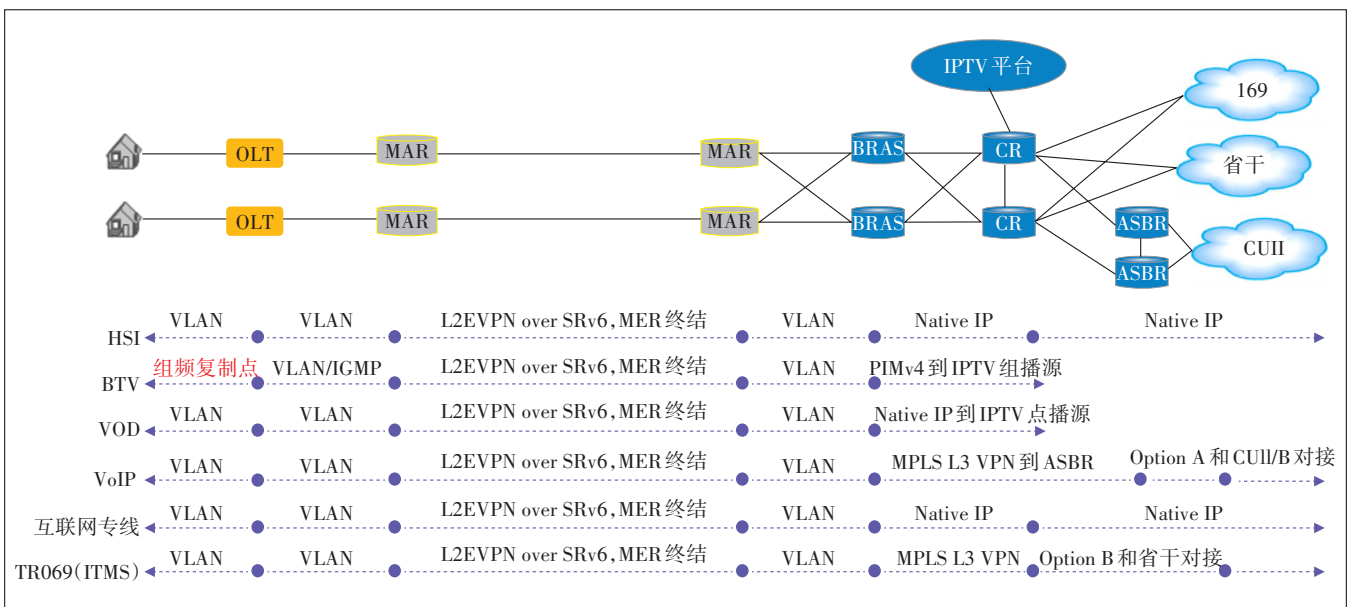 IPTV平台
169
OLT MAR MAR BRAS CR
省干
OLT MAR MAR BRAS CR ASBR
CUII
ASBR
HSI VLAN VLAN L2EVPN over SRv6,MER终结 VLAN Native IP Native IP
BTV 组频复制点 VLAN/IGMP L2EVPN over SRv6,MER终结 VLAN PIMv4到IPTV组播源
VOD VLAN VLAN L2EVPN over SRv6,MER终结 VLAN Native IP到IPTV点播源
VoIP VLAN VLAN L2EVPN over SRv6,MER终结 VLAN MPLS L3 VPN到ASBR Option A和CUll/B对接
互联网专线 VLAN VLAN L2EVPN over SRv6,MER终结 VLAN Native IP Native IP
TR069(ITMS) VLAN VLAN L2EVPN over SRv6,MER终结 VLAN MPLS L3 VPN Option B和省干对接